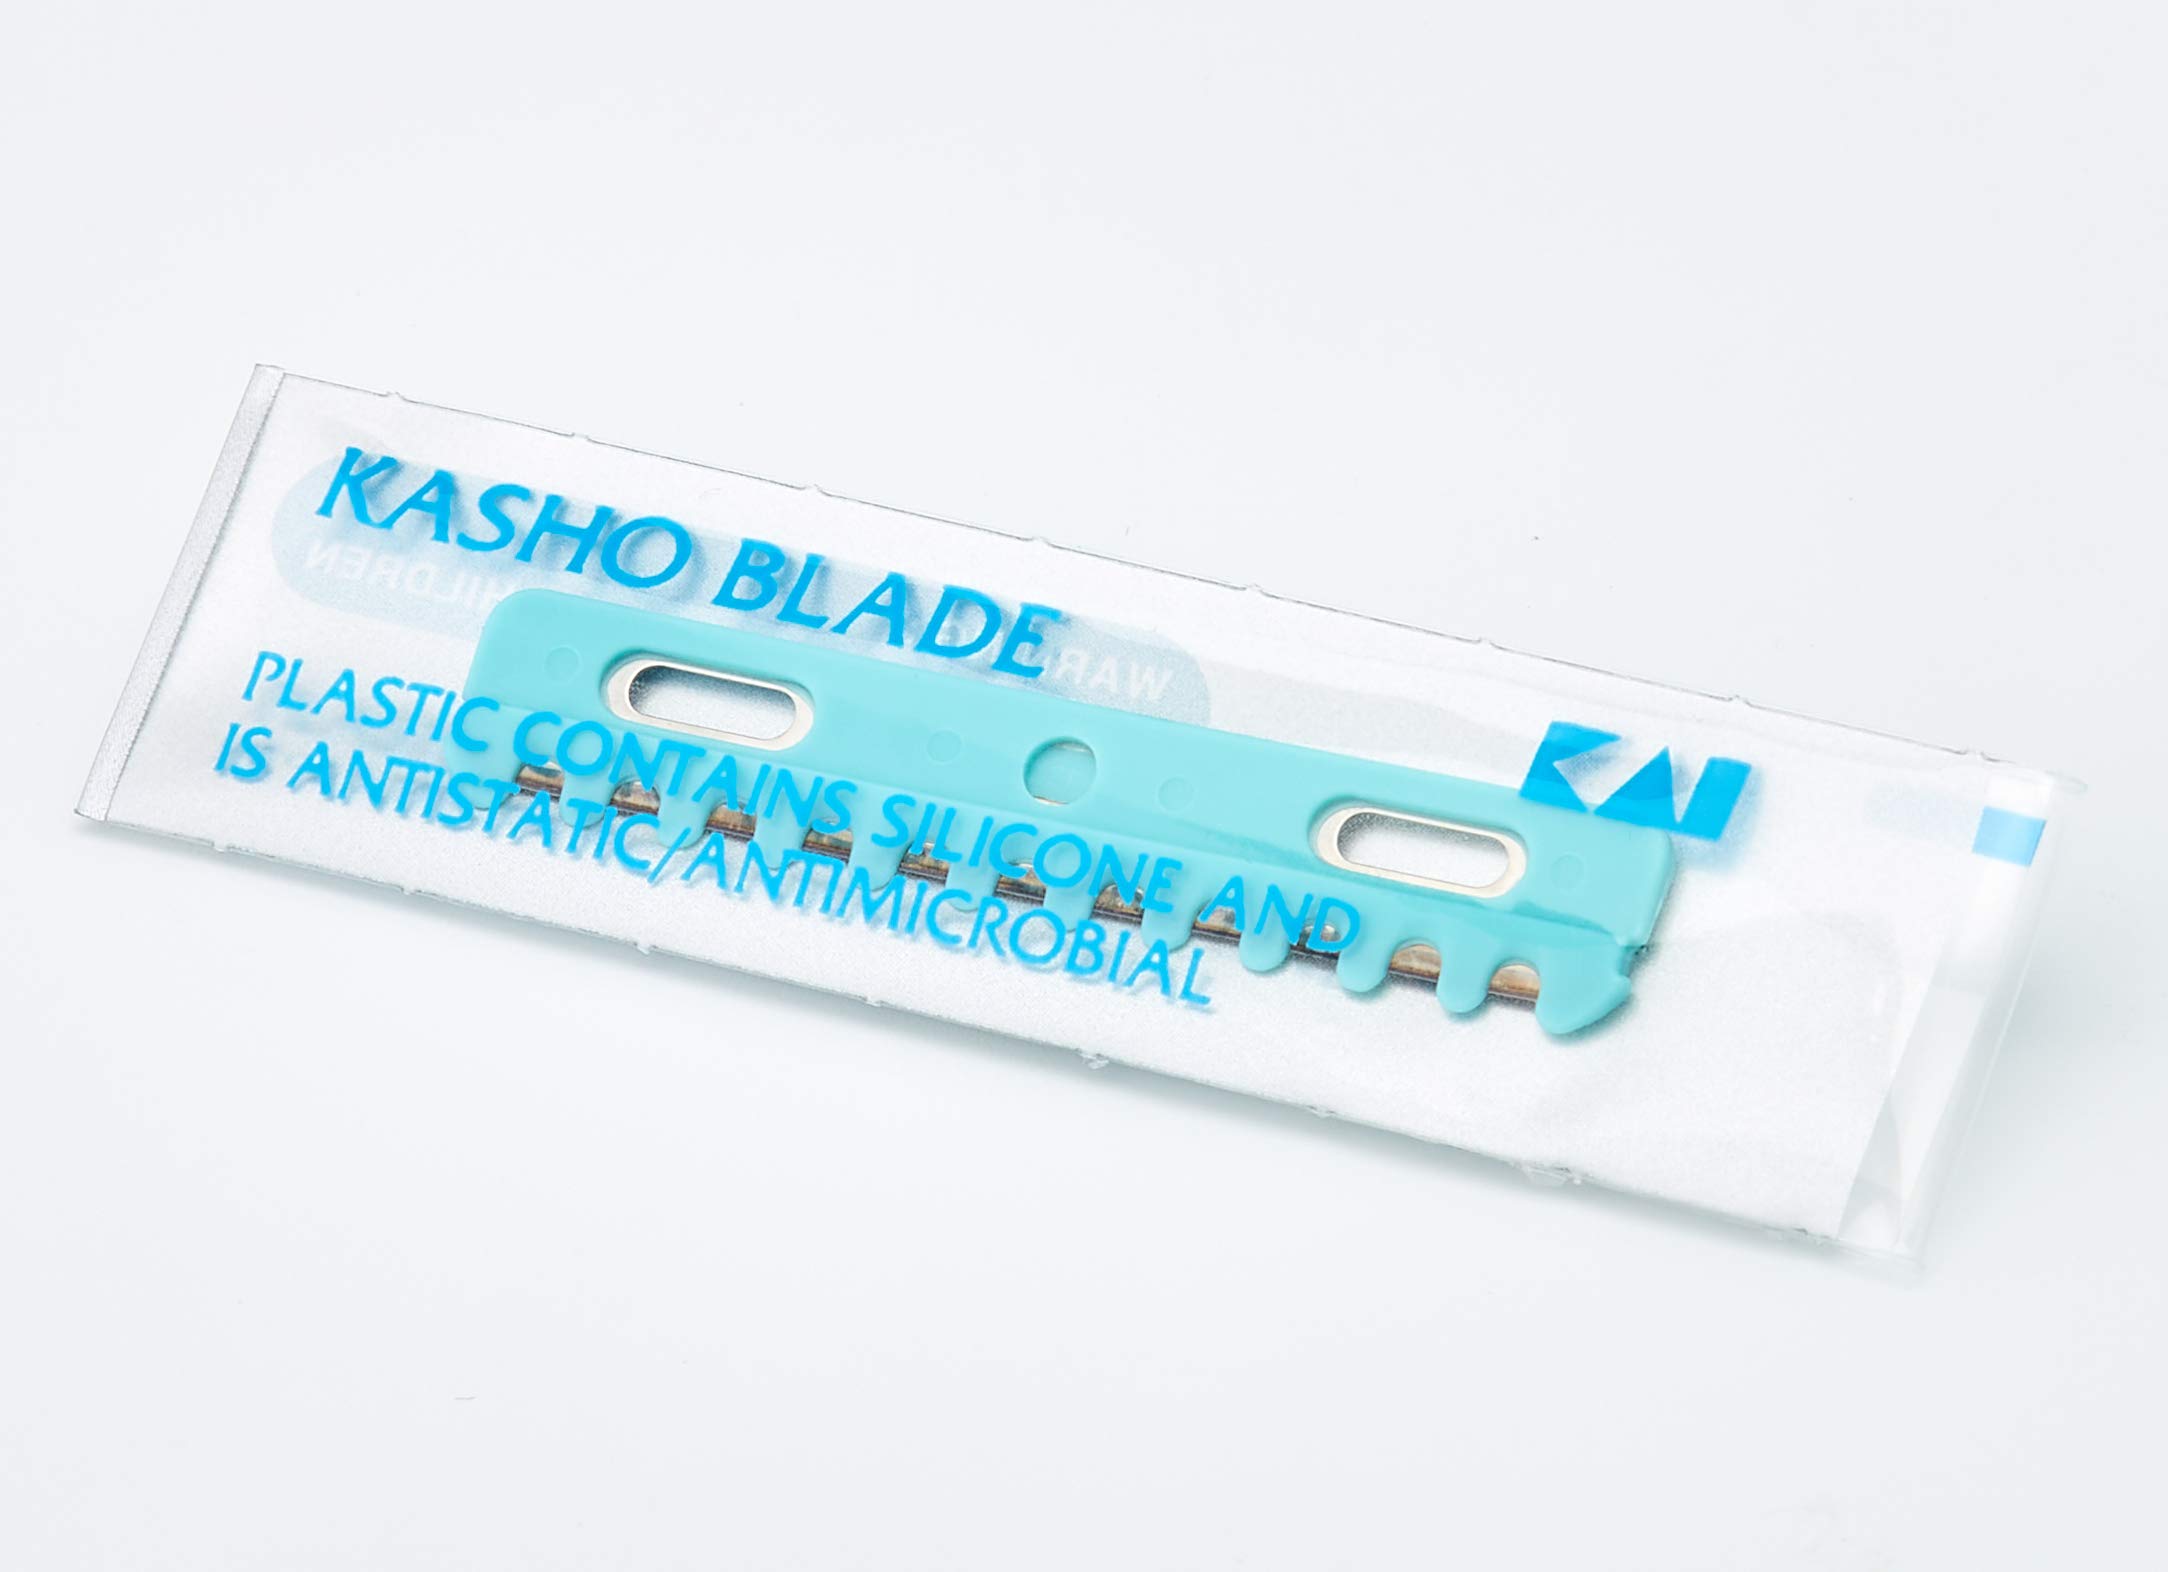 KASHO BLADE
PLASTIC CONTAINS SILICONE AND
IS ANTISTATIC/ANTIMICROBIAL
KAI